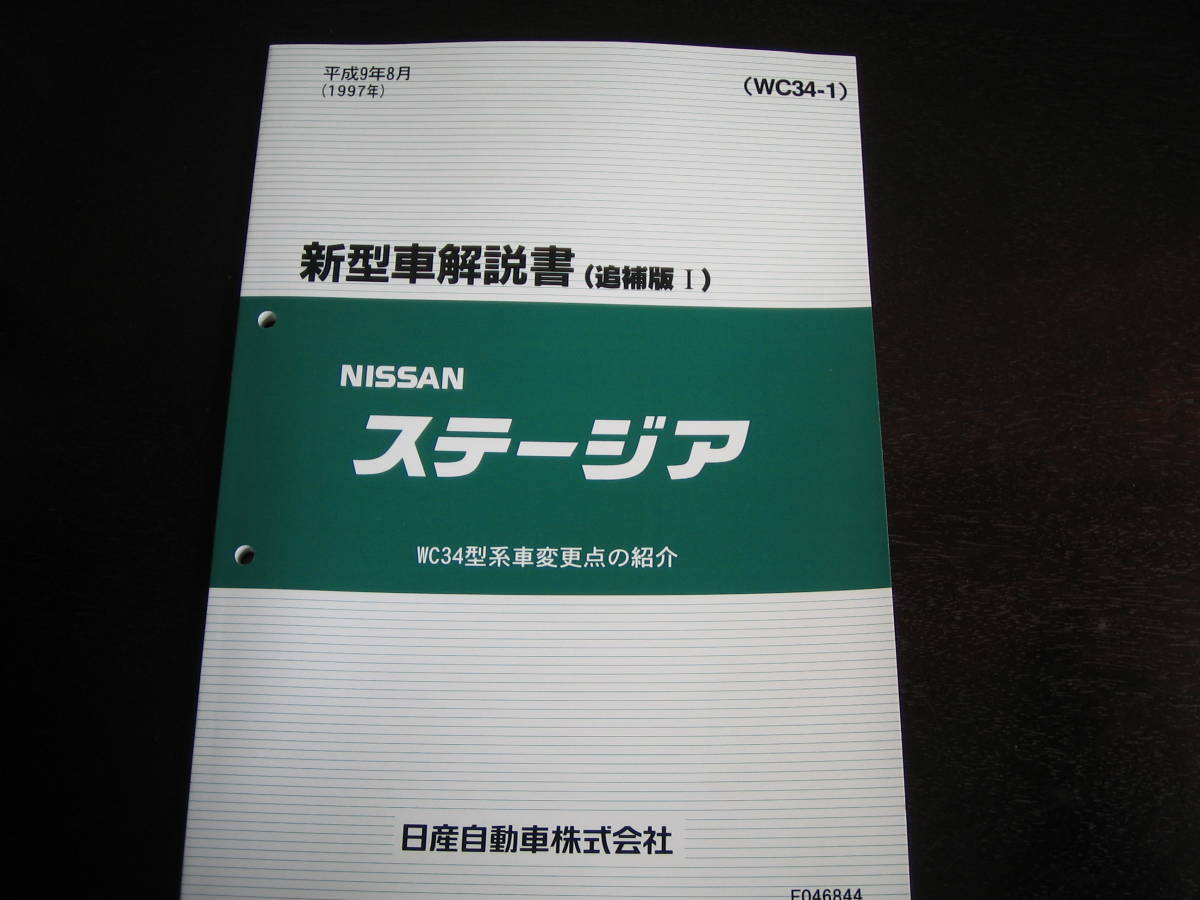 平成9年8月
(1997年)
(WC34-1)
新型車解説書(追補版Ⅰ)
NISSAN
ステージア
WC34型系車変更点の紹介
日産自動車株式会社
F046844